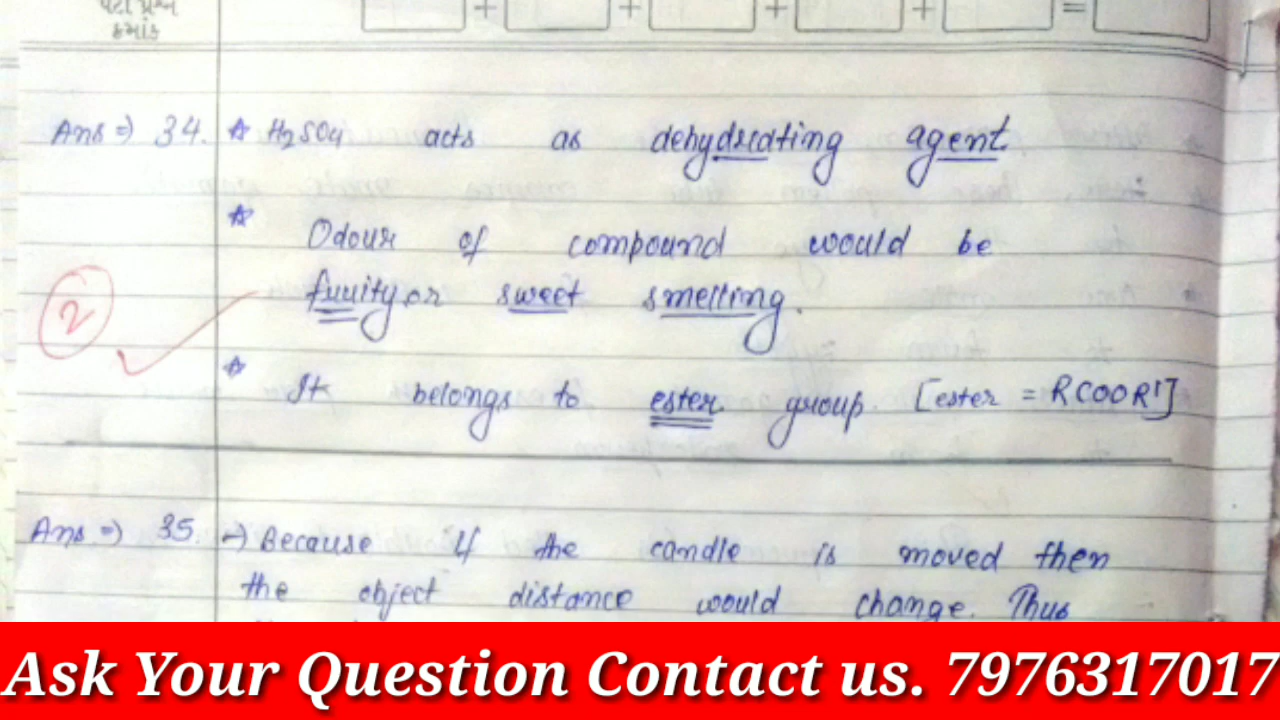 પેટા પ્રશ્ન
ક્રમાંક
+ + + + =
Ans ⇒ 34. ☆ H2SO4 acts as dehydrating agent.
☆ Odour of compound would be
fruity or sweet smelling.
☆ It belongs to ester group [ester = RCOOR']
2
Ans ⇒ 35. → Because if the candle is moved then
the object distance would change. Thus
Ask Your Question Contact us. 7976317017